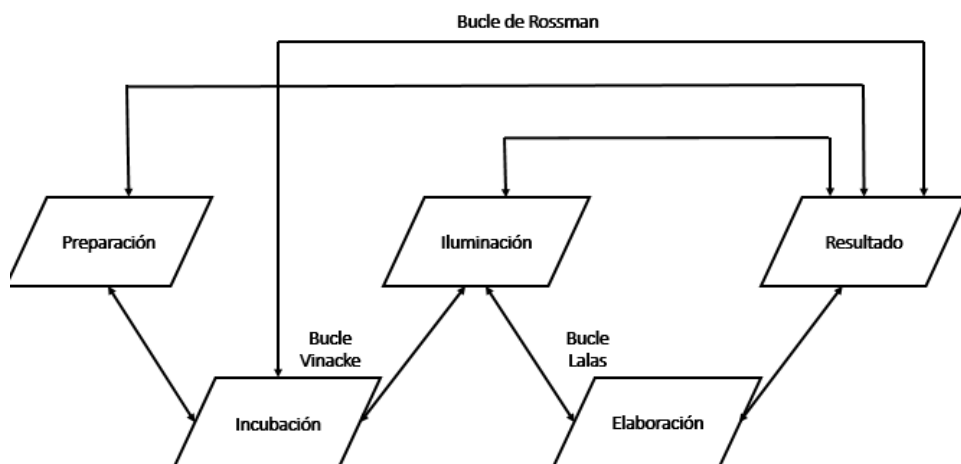 Bucle de Rossman
Preparación
Iluminación
Resultado
Bucle
Vinacke
Bucle
Lalas
Incubación
Elaboración